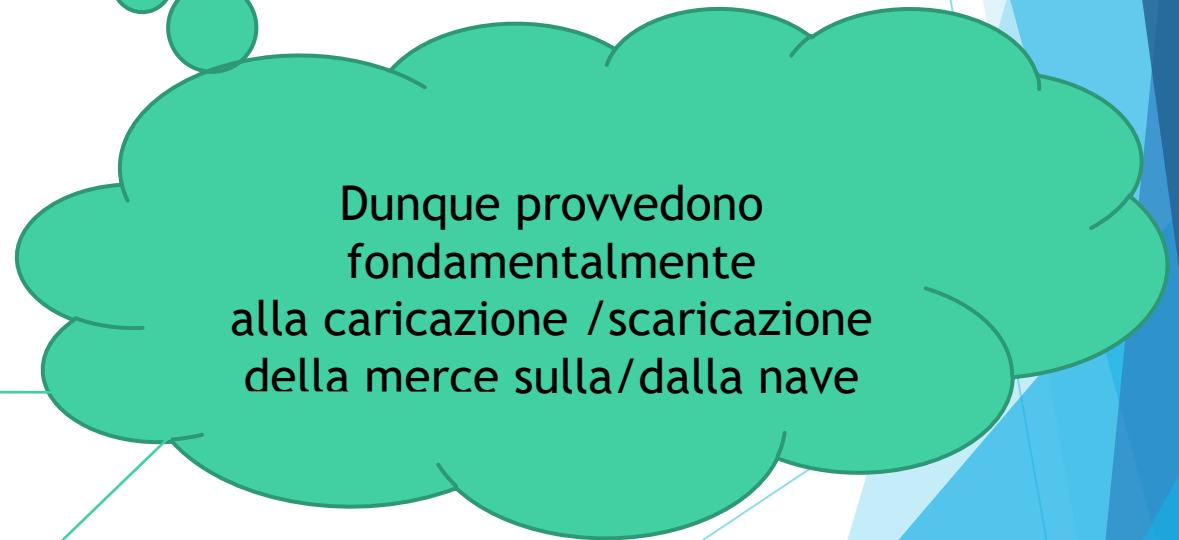 Dunque provvedono
fondamentalmente
alla caricazione /scaricazione
della merce sulla/dalla nave